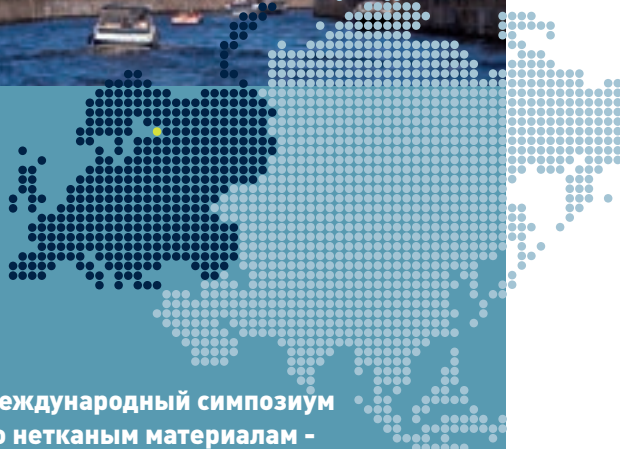 еждународный симпозиум
о нетканым материалам -